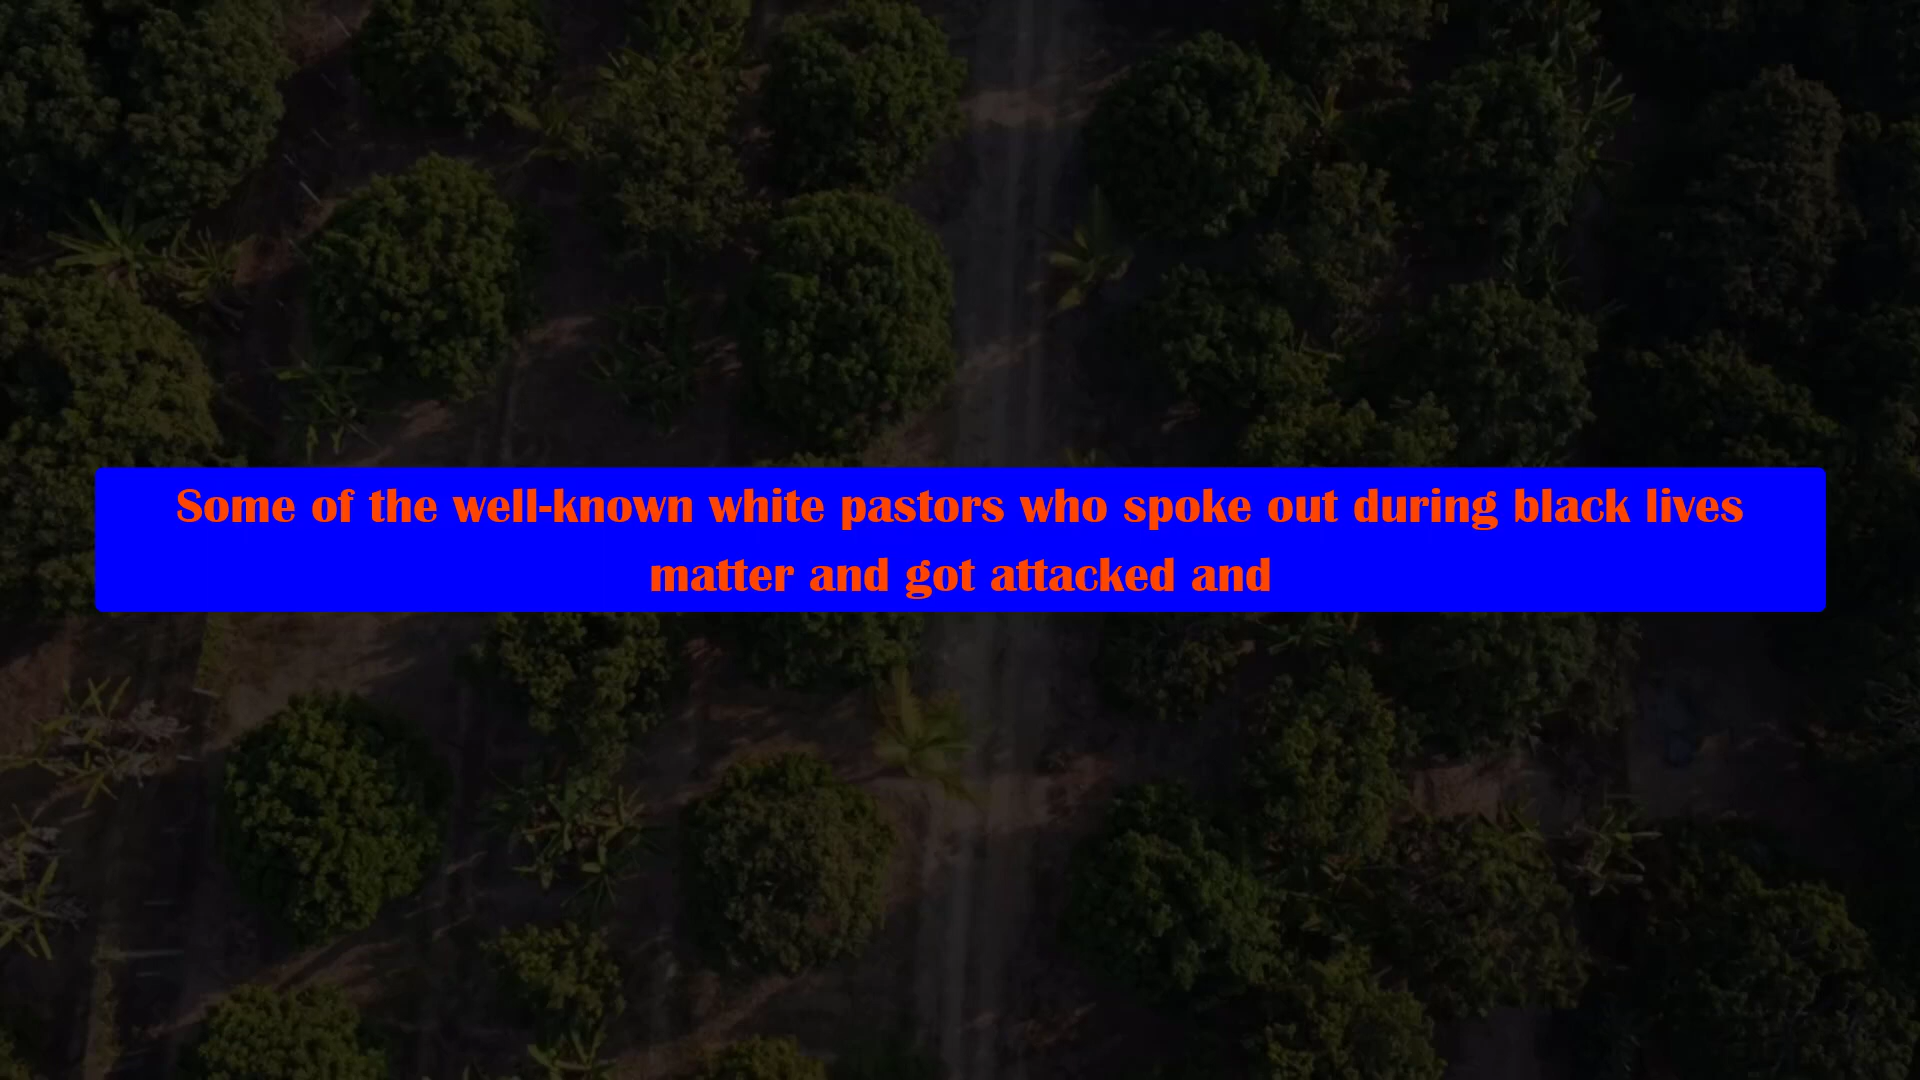 Some of the well-known white pastors who spoke out during black lives
matter and got attacked and